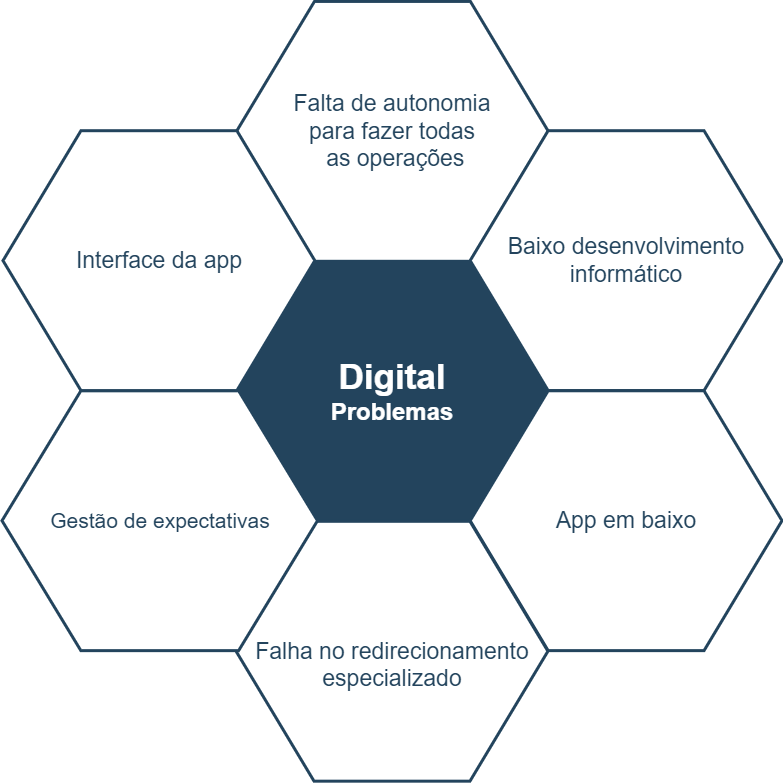 Falta de autonomia
para fazer todas
as operações
Interface da app
Baixo desenvolvimento
informático
Digital
Problemas
Gestão de expectativas
App em baixo
Falha no redirecionamento
especializado